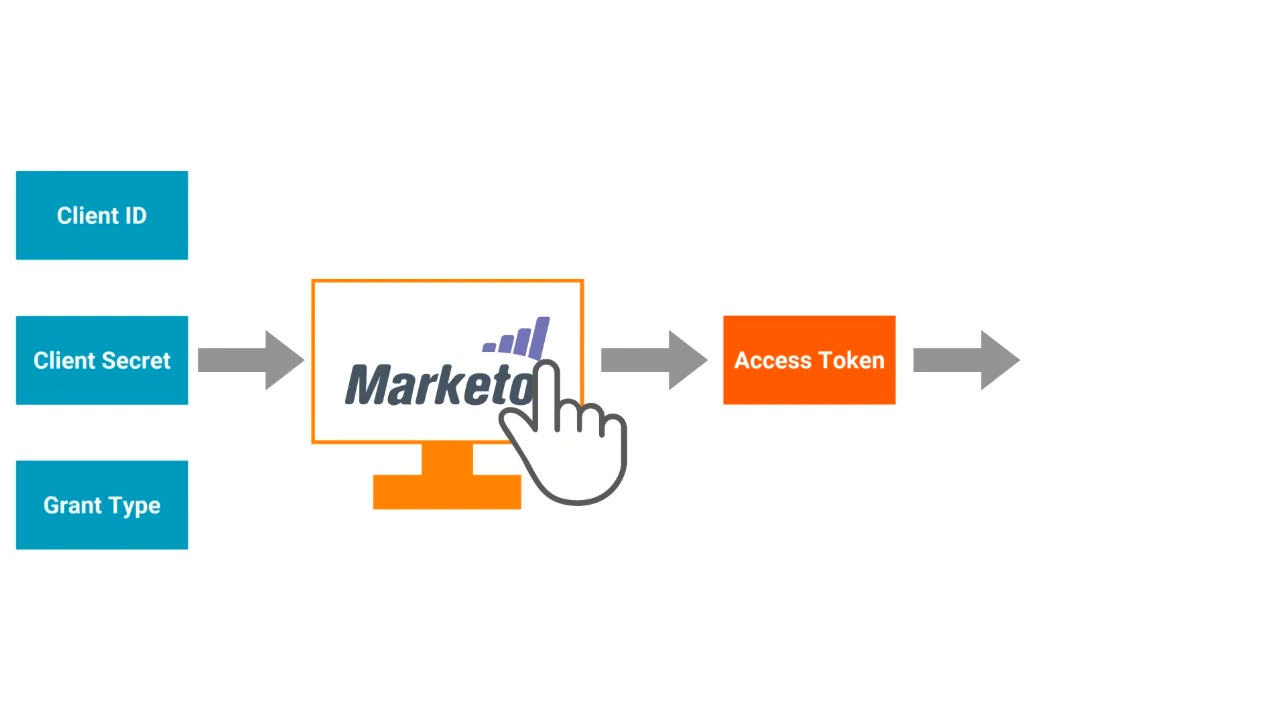 Client ID
Client Secret
Grant Type
Marketo
Access Token